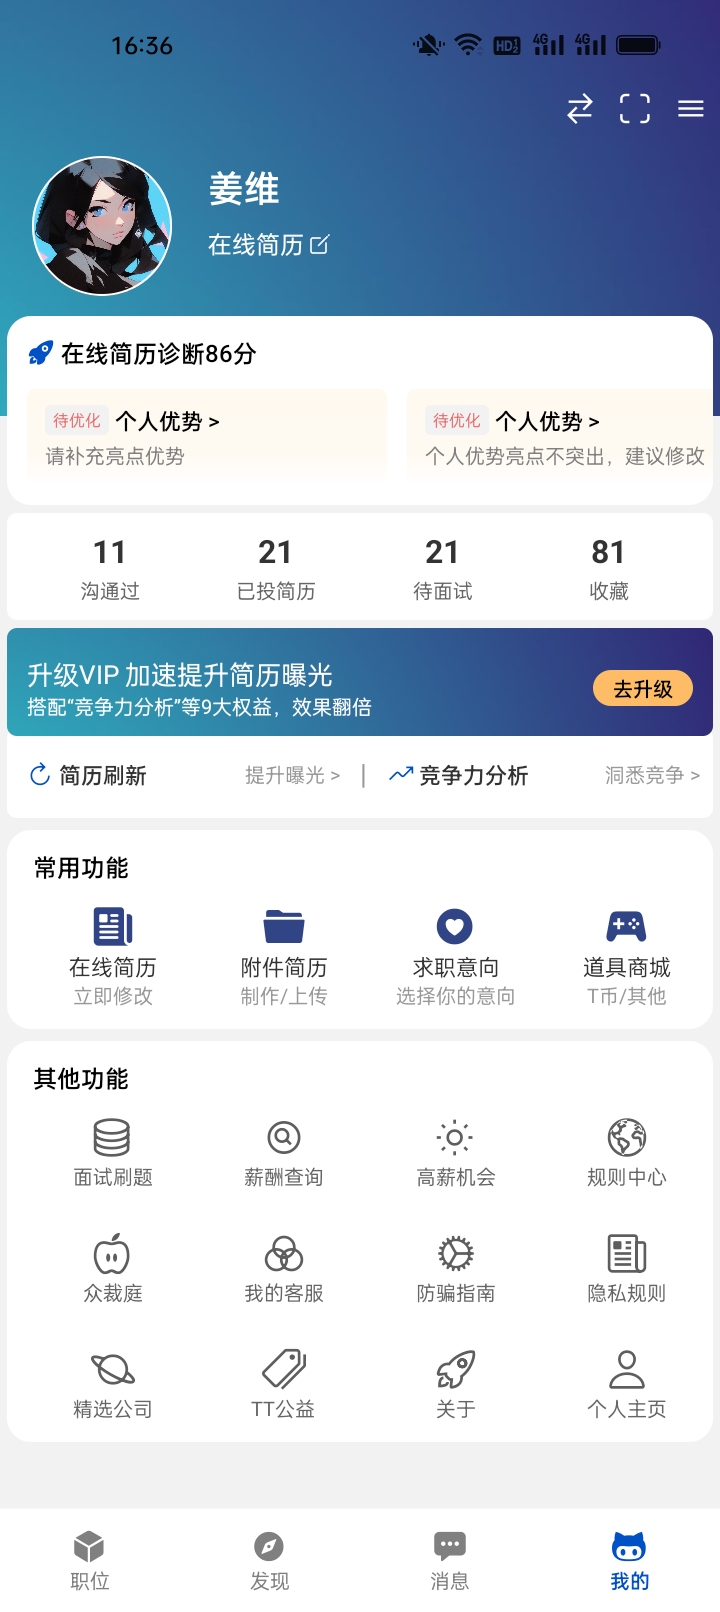 16:36
HD 1 2 4G 4G
姜维
在线简历
在线简历诊断86分
待优化 个人优势 > 待优化 个人优势 >
请补充亮点优势 个人优势亮点不突出，建议修改
11 21 21 81
沟通过 已投简历 待面试 收藏
升级VIP 加速提升简历曝光
搭配“竞争力分析”等9大权益，效果翻倍
去升级
简历刷新 提升曝光 > | 竞争力分析 洞悉竞争 >
常用功能
在线简历 附件简历 求职意向 道具商城
立即修改 制作/上传 选择你的意向 T币/其他
其他功能
面试刷题 薪酬查询 高薪机会 规则中心
众裁庭 我的客服 防骗指南 隐私规则
精选公司 TT公益 关于 个人主页
职位 发现 消息 我的